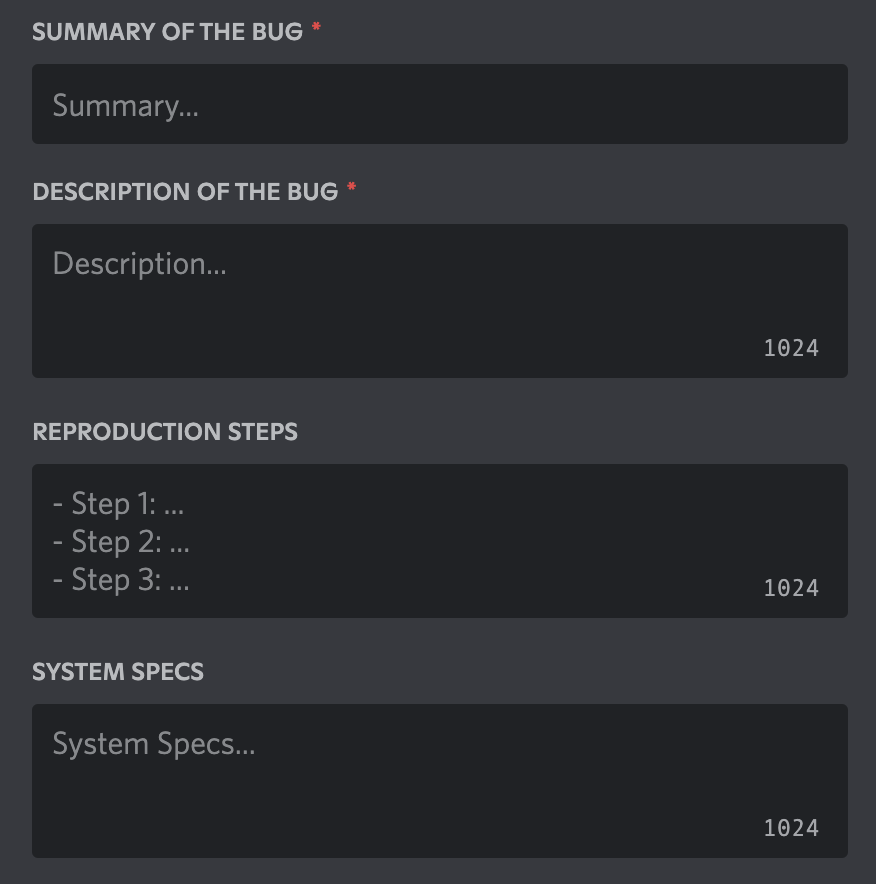 SUMMARY OF THE BUG *
Summary...
DESCRIPTION OF THE BUG *
Description...
1024
REPRODUCTION STEPS
- Step 1: ...
- Step 2: ...
- Step 3: ...
1024
SYSTEM SPECS
System Specs...
1024